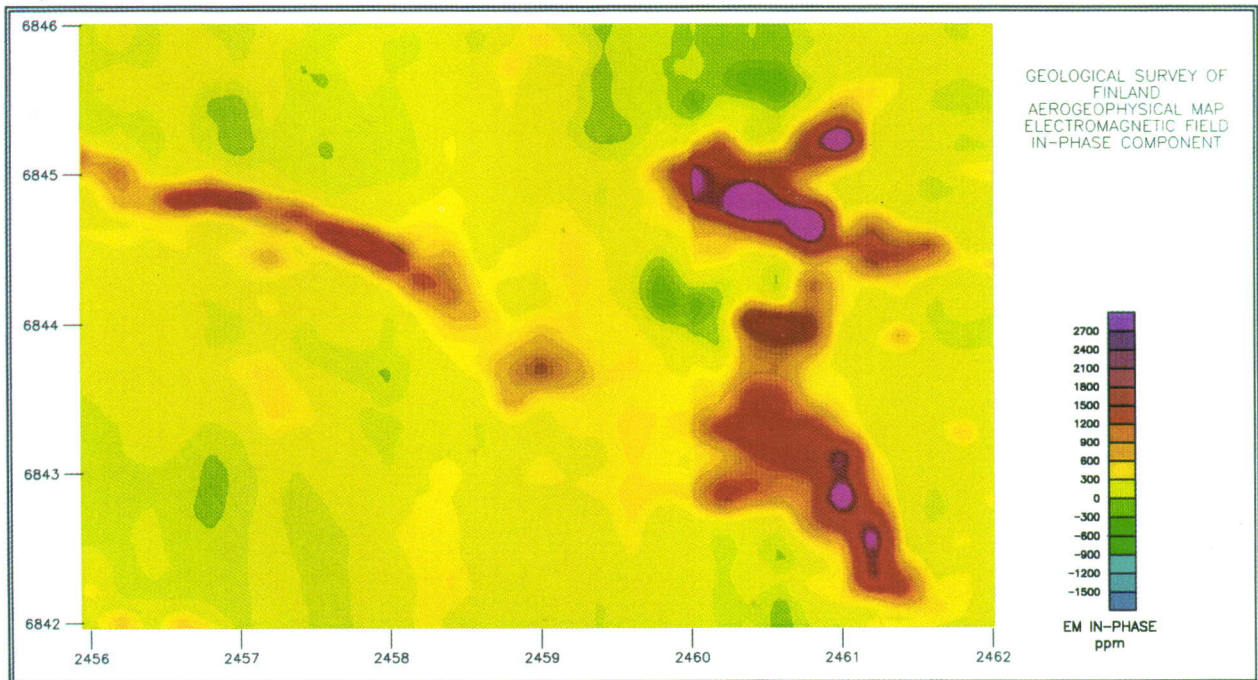 6846
6845
6844
6843
6842
2456 2457 2458 2459 2460 2461 2462
GEOLOGICAL SURVEY OF
FINLAND
AEROGEOPHYSICAL MAP
ELECTROMAGNETIC FIELD
IN-PHASE COMPONENT
2700
2400
2100
1800
1500
1200
900
600
300
0
-300
-600
-900
-1200
-1500
EM IN-PHASE
ppm